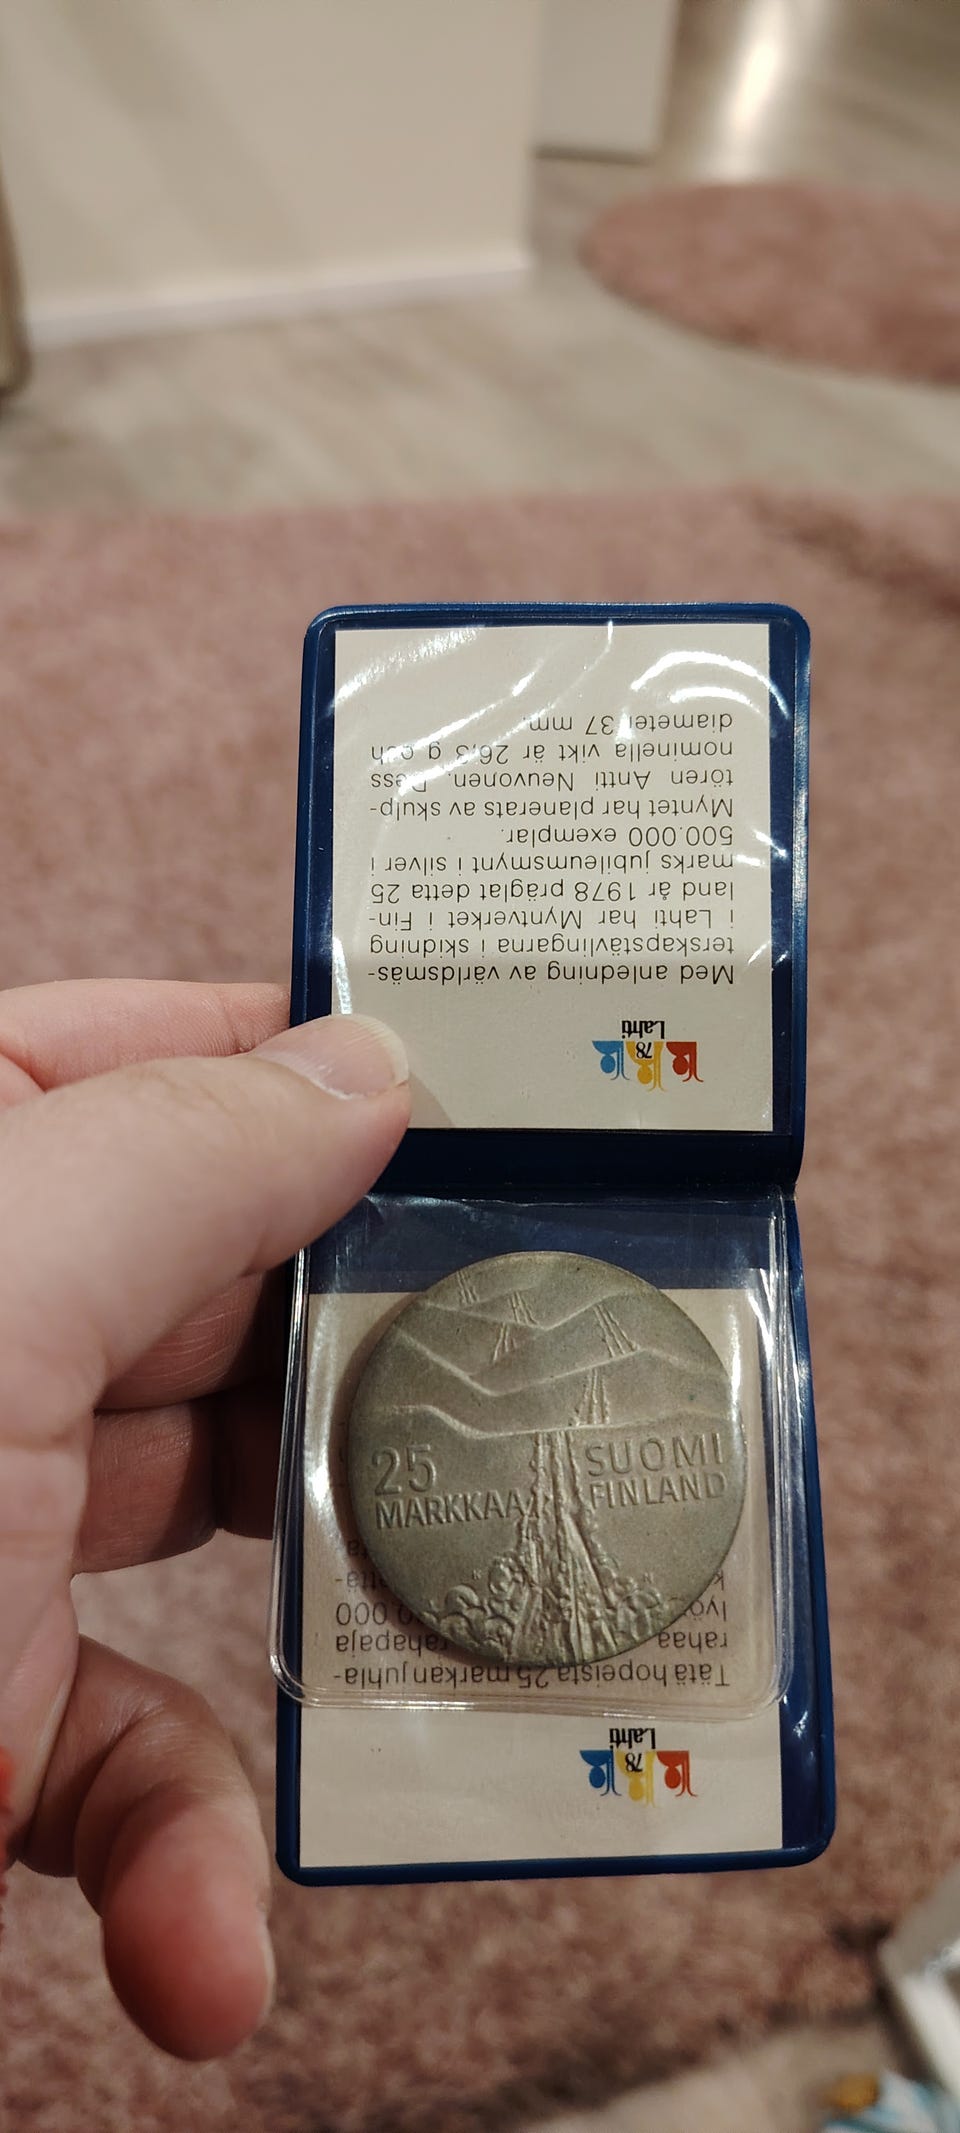 78
Lahti
Med anledning av världsmäs-
terskapstävlingarna i skidning
i Lahti har Myntverket i Fin-
land år 1978 präglat detta 25
marks jubileumsmynt i silver i
500.000 exemplar.
Myntet har planerats av skulp-
tören Antti Neuvonen. Dess
nominella vikt är 26,3 g och
diameter 37 mm.
25
MARKKAA
SUOMI
FINLAND
K N
78
Lahti
Tätä hopeista 25 markan juhla-
rahaa rahapaja
000